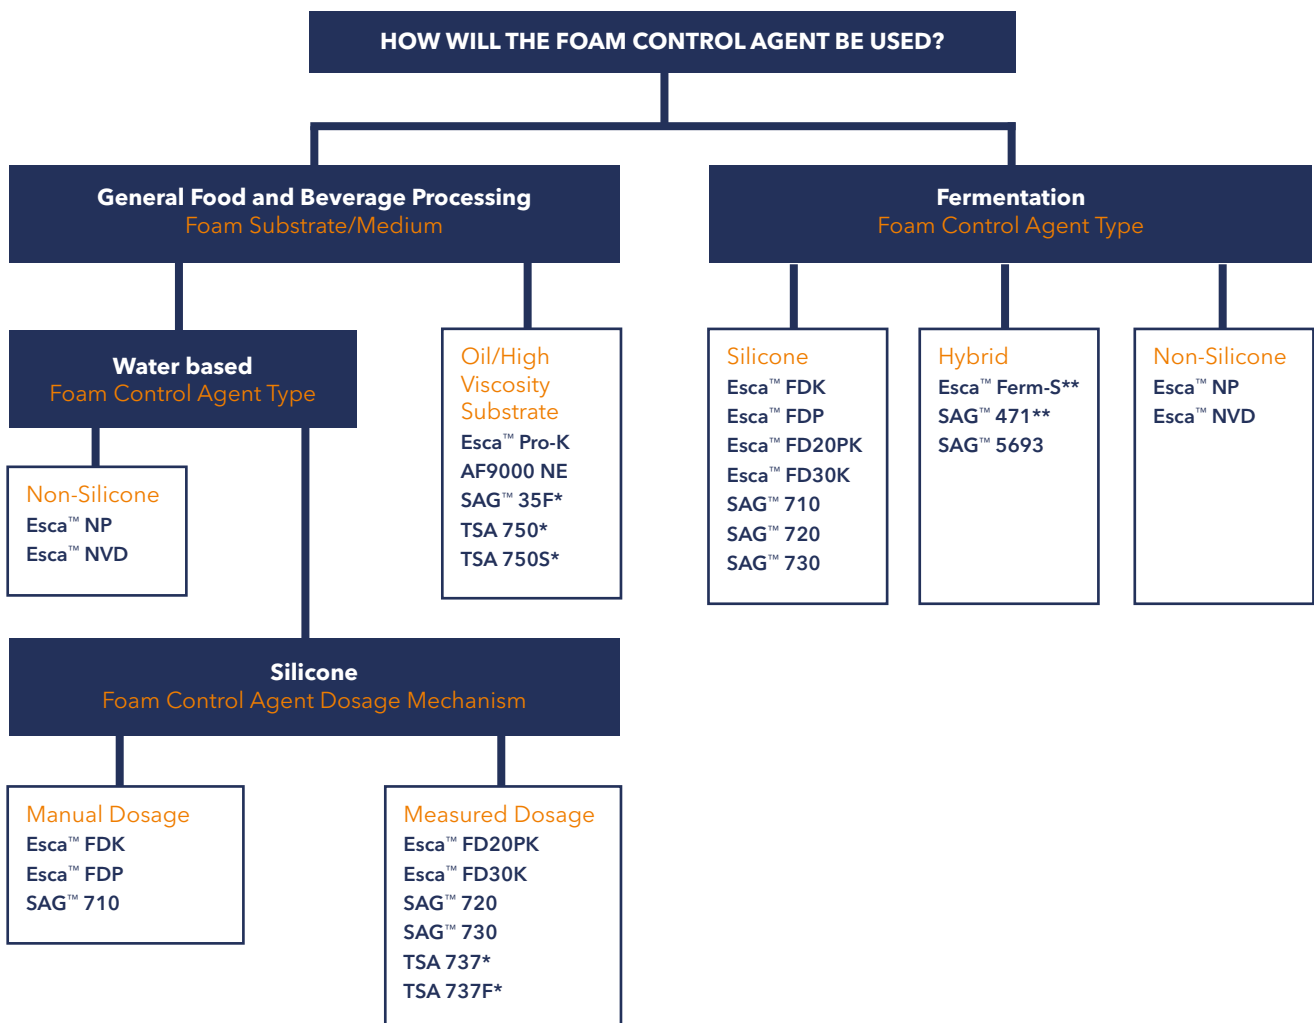 HOW WILL THE FOAM CONTROL AGENT BE USED?
General Food and Beverage Processing
Foam Substrate/Medium
Fermentation
Foam Control Agent Type
Water based
Foam Control Agent Type
Oil/High
Viscosity
Substrate
Esca™ Pro-K
AF9000 NE
SAG™ 35F*
TSA 750*
TSA 750S*
Silicone
Esca™ FDK
Esca™ FDP
Esca™ FD20PK
Esca™ FD30K
SAG™ 710
SAG™ 720
SAG™ 730
Hybrid
Esca™ Ferm-S**
SAG™ 471**
SAG™ 5693
Non-Silicone
Esca™ NP
Esca™ NVD
Non-Silicone
Esca™ NP
Esca™ NVD
Silicone
Foam Control Agent Dosage Mechanism
Manual Dosage
Esca™ FDK
Esca™ FDP
SAG™ 710
Measured Dosage
Esca™ FD20PK
Esca™ FD30K
SAG™ 720
SAG™ 730
TSA 737*
TSA 737F*